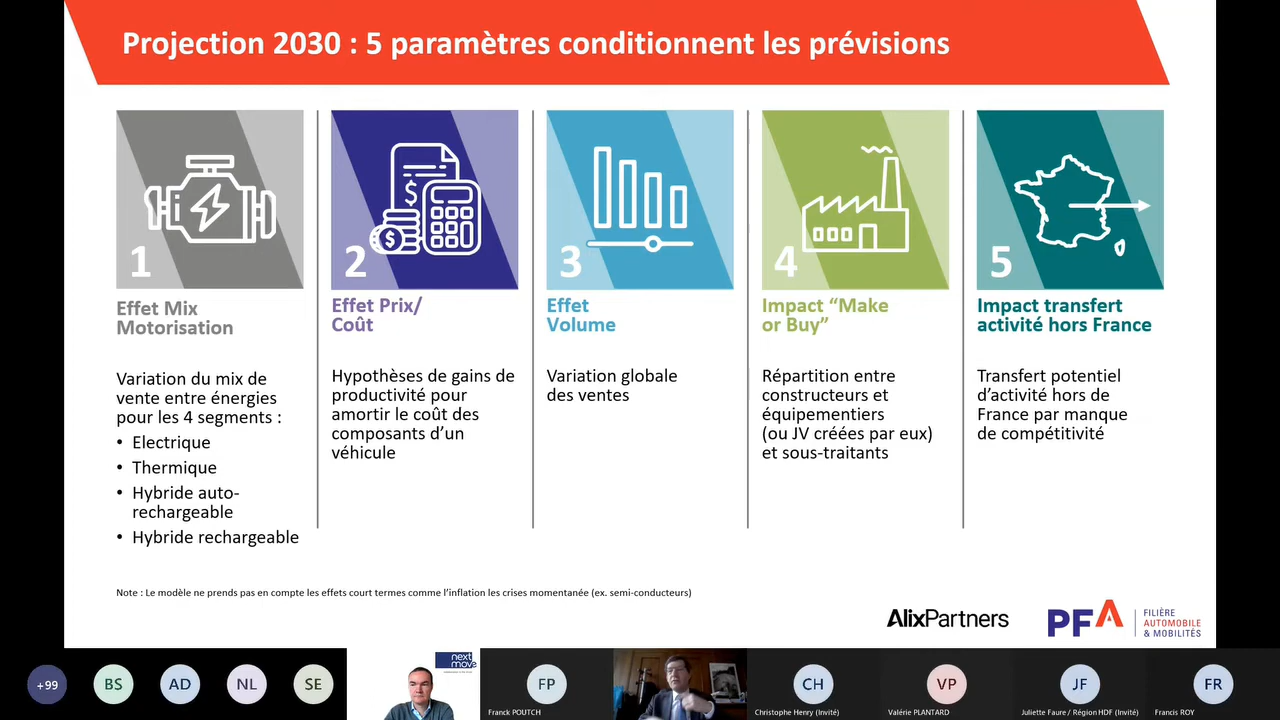 Projection 2030 : 5 paramètres conditionnent les prévisions
1
Effet Mix
Motorisation
Variation du mix de
vente entre énergies
pour les 4 segments :
• Electrique
• Thermique
• Hybride auto-
rechargeable
• Hybride rechargeable
$
$
2
Effet Prix/
Coût
Hypothèses de gains de
productivité pour
amortir le coût des
composants d’un
véhicule
3
Effet
Volume
Variation globale
des ventes
4
Impact “Make
or Buy”
Répartition entre
constructeurs et
équipementiers
(ou JV créées par eux)
et sous-traitants
5
Impact transfert
activité hors France
Transfert potentiel
d’activité hors de
France par manque
de compétitivité
Note : Le modèle ne prends pas en compte les effets court termes comme l’inflation les crises momentanée (ex. semi-conducteurs)
AlixPartners
PFA
FILIÈRE
AUTOMOBILE
& MOBILITÉS
+99
BS
AD
NL
SE
next
move
FP
Franck POUTCH
CH
Christophe Henry (Invité)
VP
Valérie PLANTARD
JF
Juliette Faure / Région HDF (Invité)
FR
Francis ROY